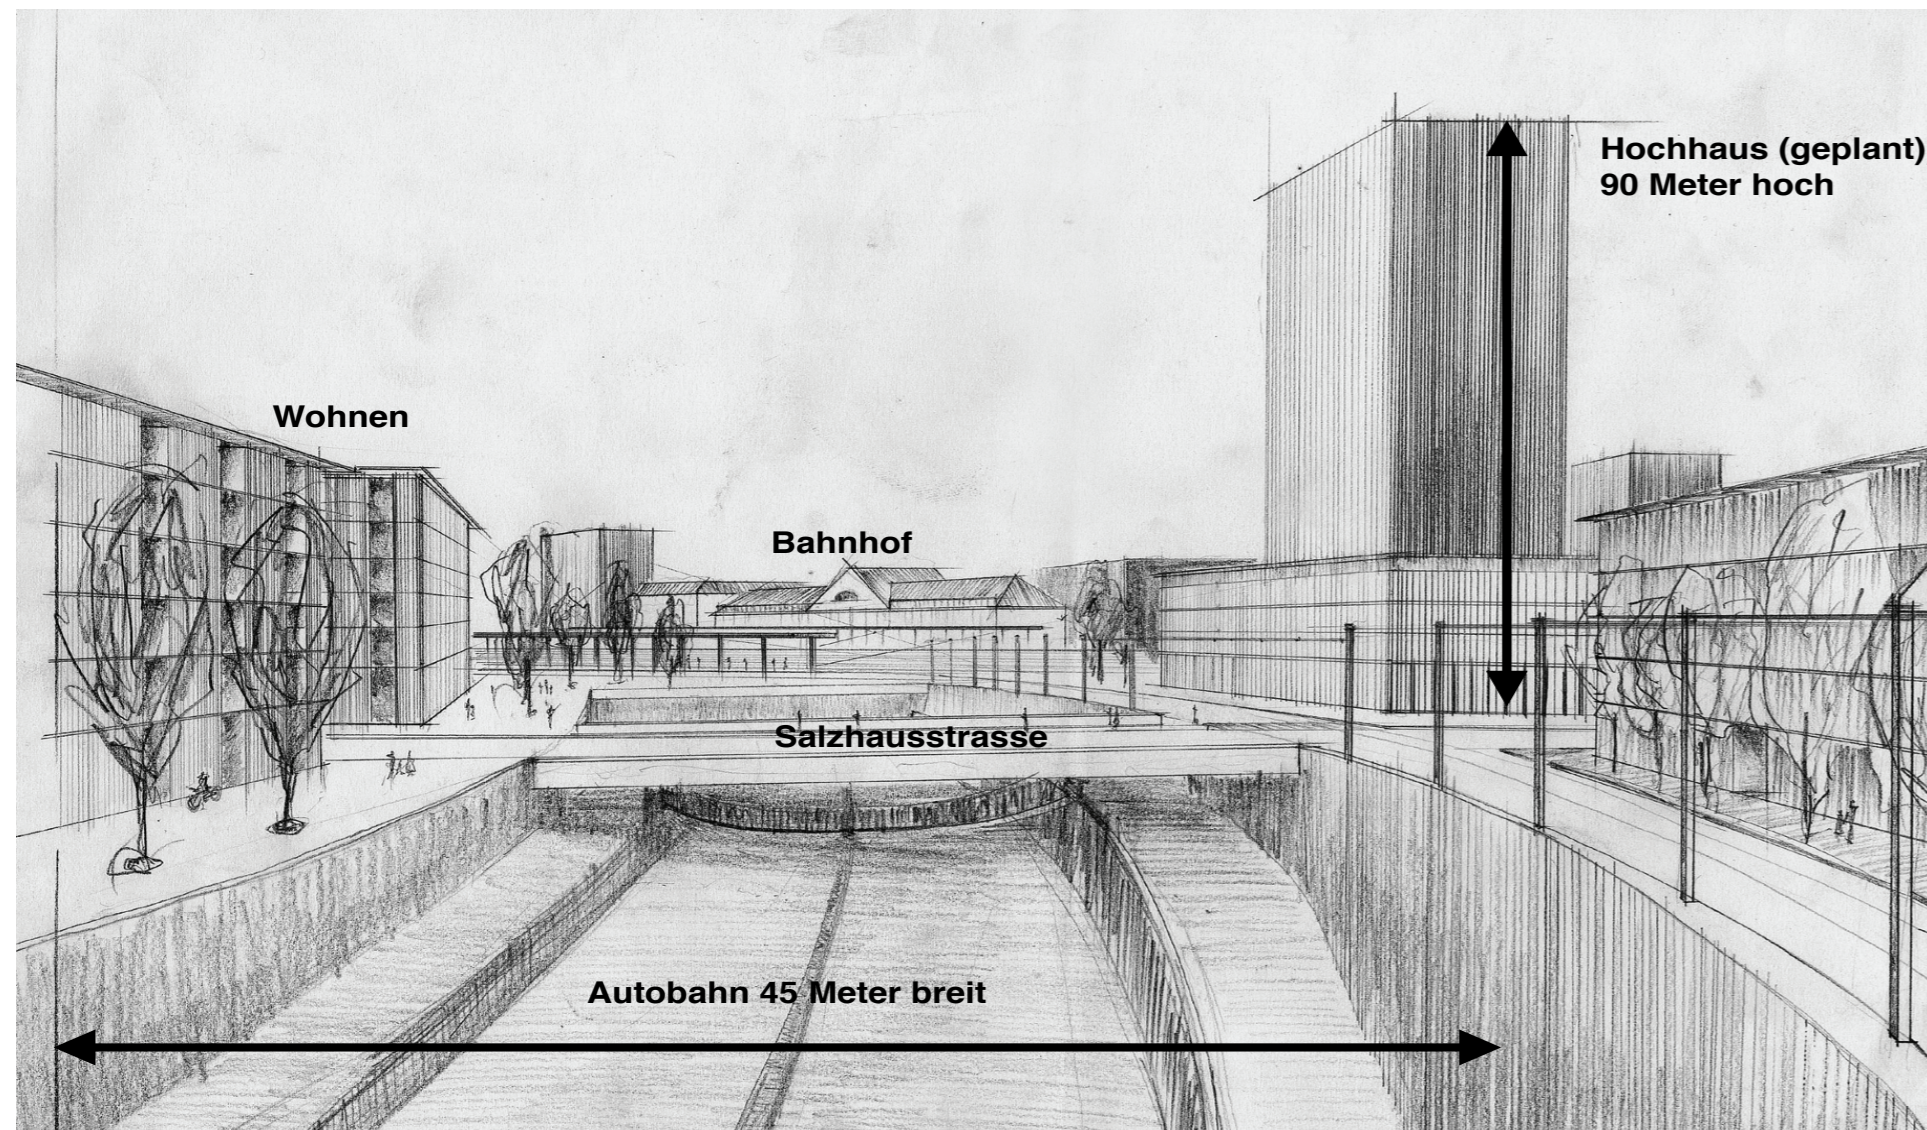 Hochhaus (geplant)
90 Meter hoch
Wohnen
Bahnhof
Salzhausstrasse
Autobahn 45 Meter breit